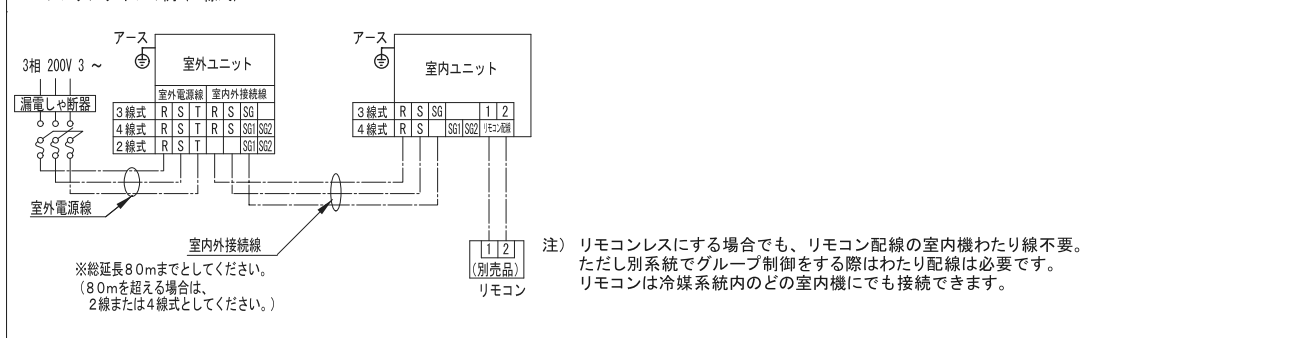 アース
3相 200V 3 ~
漏電しゃ断器
室外ユニット
室外電源線 室内外接続線
3線式 R S T R S SG
4線式 R S T R S SG1 SG2
2線式 R S T SG1 SG2
室外電源線
室内外接続線
※総延長80mまでとしてください。
(80mを超える場合は、
2線または4線式としてください。)
アース
室内ユニット
3線式 R S SG 1 2
4線式 R S SG1 SG2 リモコン配線
1 2
(別売品)
リモコン
注) リモコンレスにする場合でも、リモコン配線の室内機わたり線不要。
ただし別系統でグループ制御をする際はわたり配線は必要です。
リモコンは冷媒系統内のどの室内機にでも接続できます。